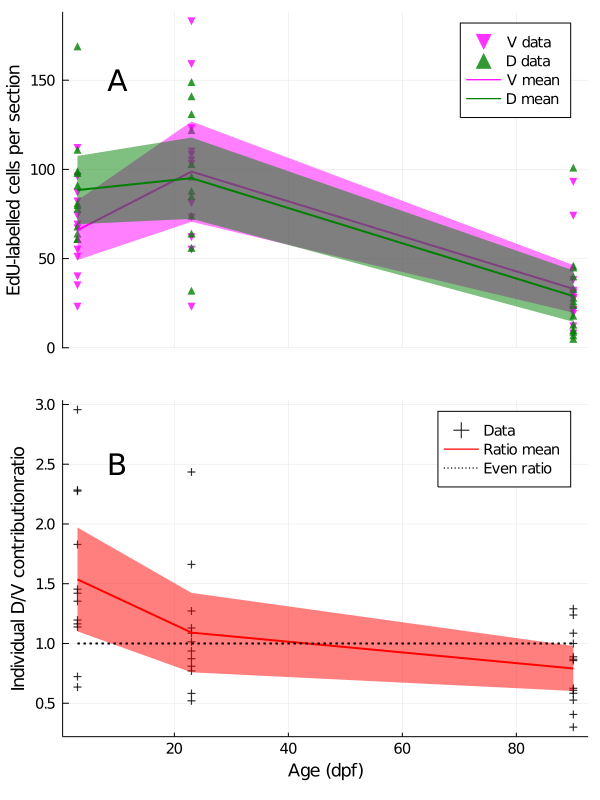 A
V data
D data
V mean
D mean
150
100
50
0
EdU-labelled cells per section
B
Data
Ratio mean
Even ratio
3.0
2.5
2.0
1.5
1.0
0.5
Individual D/V contributionratio
20
40
60
80
Age (dpf)